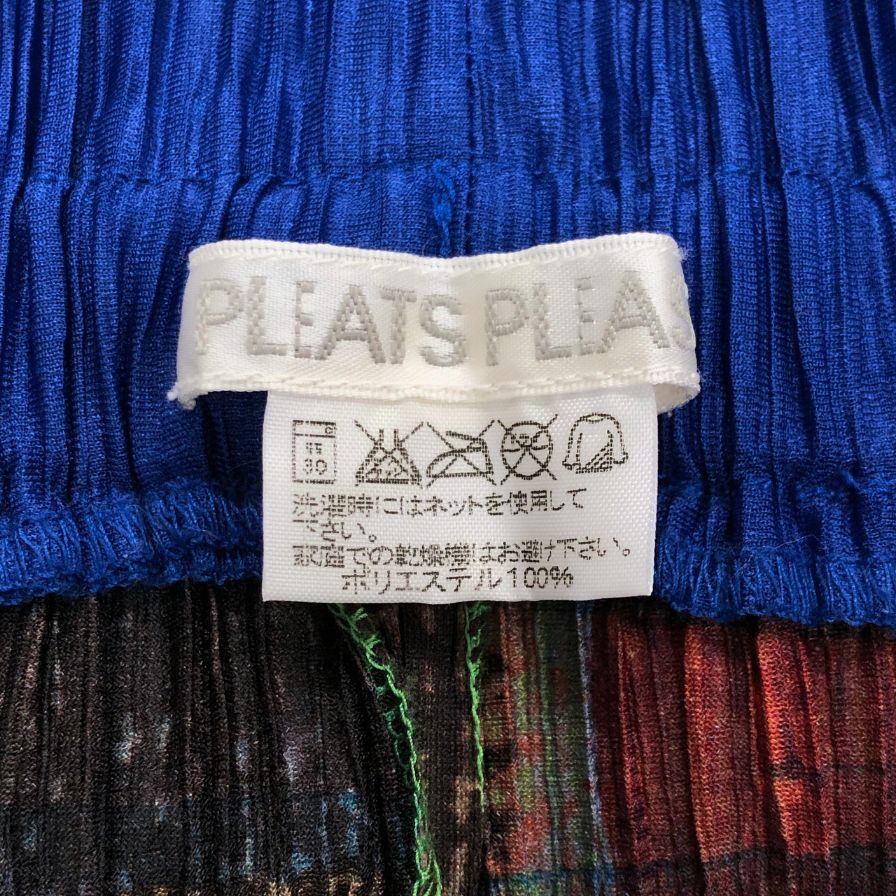 PLEATS PLEAS
洗濯時にはネットを使用して
下さい。
家庭での乾燥機はお避け下さい。
ポリエステル100%